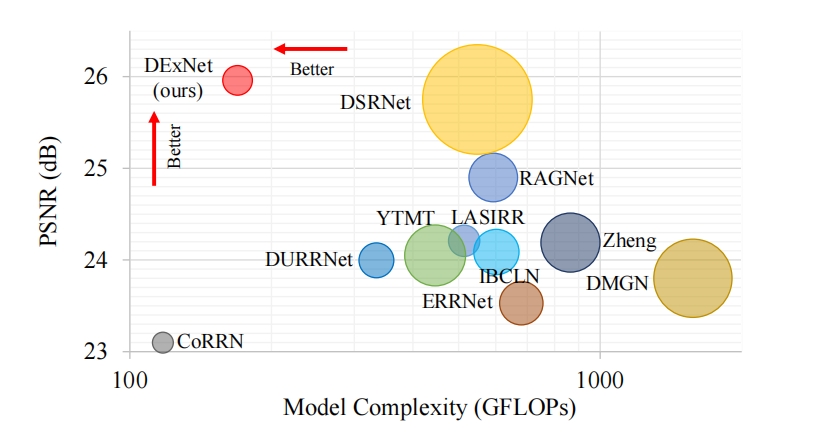 DExNet
(ours)
Better
Better
DSRNet
RAGNet
YTMT
LASIRR
DURRNet
IBCLN
Zheng
DMGN
ERRNet
CoRRN
PSNR (dB)
26
25
24
23
100
1000
Model Complexity (GFLOPs)